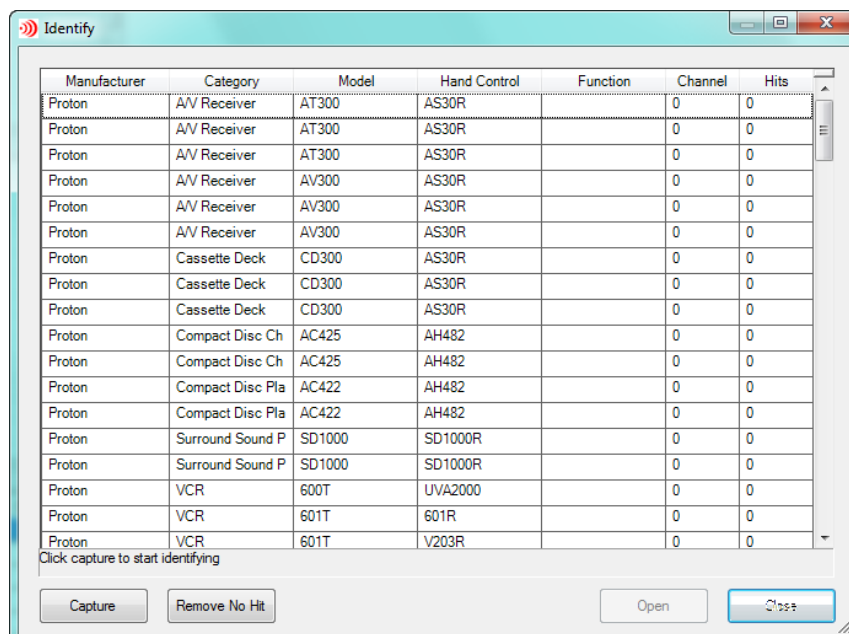 Identify
Manufacturer Category Model Hand Control Function Channel Hits
Proton A/V Receiver AT300 AS30R 0 0
Proton A/V Receiver AT300 AS30R 0 0
Proton A/V Receiver AT300 AS30R 0 0
Proton A/V Receiver AV300 AS30R 0 0
Proton A/V Receiver AV300 AS30R 0 0
Proton A/V Receiver AV300 AS30R 0 0
Proton Cassette Deck CD300 AS30R 0 0
Proton Cassette Deck CD300 AS30R 0 0
Proton Cassette Deck CD300 AS30R 0 0
Proton Compact Disc Ch AC425 AH482 0 0
Proton Compact Disc Ch AC425 AH482 0 0
Proton Compact Disc Pla AC422 AH482 0 0
Proton Compact Disc Pla AC422 AH482 0 0
Proton Surround Sound P SD1000 SD1000R 0 0
Proton Surround Sound P SD1000 SD1000R 0 0
Proton VCR 600T UVA2000 0 0
Proton VCR 601T 601R 0 0
Proton VCR 601T V203R 0 0
Click capture to start identifying
Capture Remove No Hit Open Close